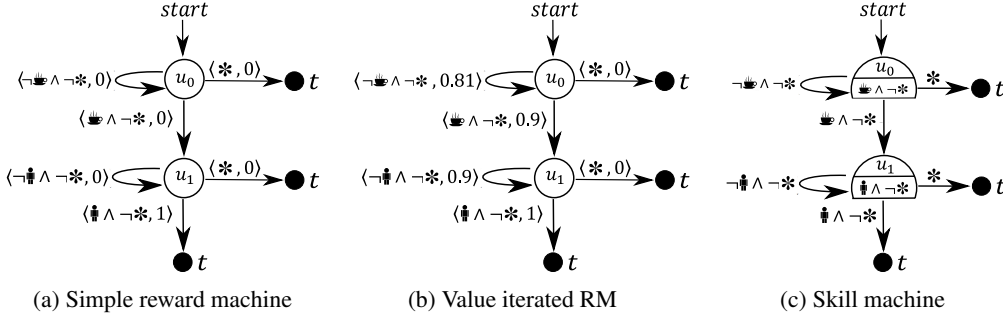 start start start
⟨¬☕ ∧ ¬*, 0⟩ u₀ ⟨*, 0⟩ t ⟨¬☕ ∧ ¬*, 0.81⟩ u₀ ⟨*, 0⟩ t ¬☕ ∧ ¬* u₀ * t
☕ ∧ ¬*
⟨☕ ∧ ¬*, 0⟩ ⟨☕ ∧ ¬*, 0.9⟩ ☕ ∧ ¬*
⟨¬🚹 ∧ ¬*, 0⟩ u₁ ⟨*, 0⟩ t ⟨¬🚹 ∧ ¬*, 0.9⟩ u₁ ⟨*, 0⟩ t ¬🚹 ∧ ¬* u₁ * t
🚹 ∧ ¬*
⟨🚹 ∧ ¬*, 1⟩ ⟨🚹 ∧ ¬*, 1⟩ 🚹 ∧ ¬*
t t t
(a) Simple reward machine (b) Value iterated RM (c) Skill machine